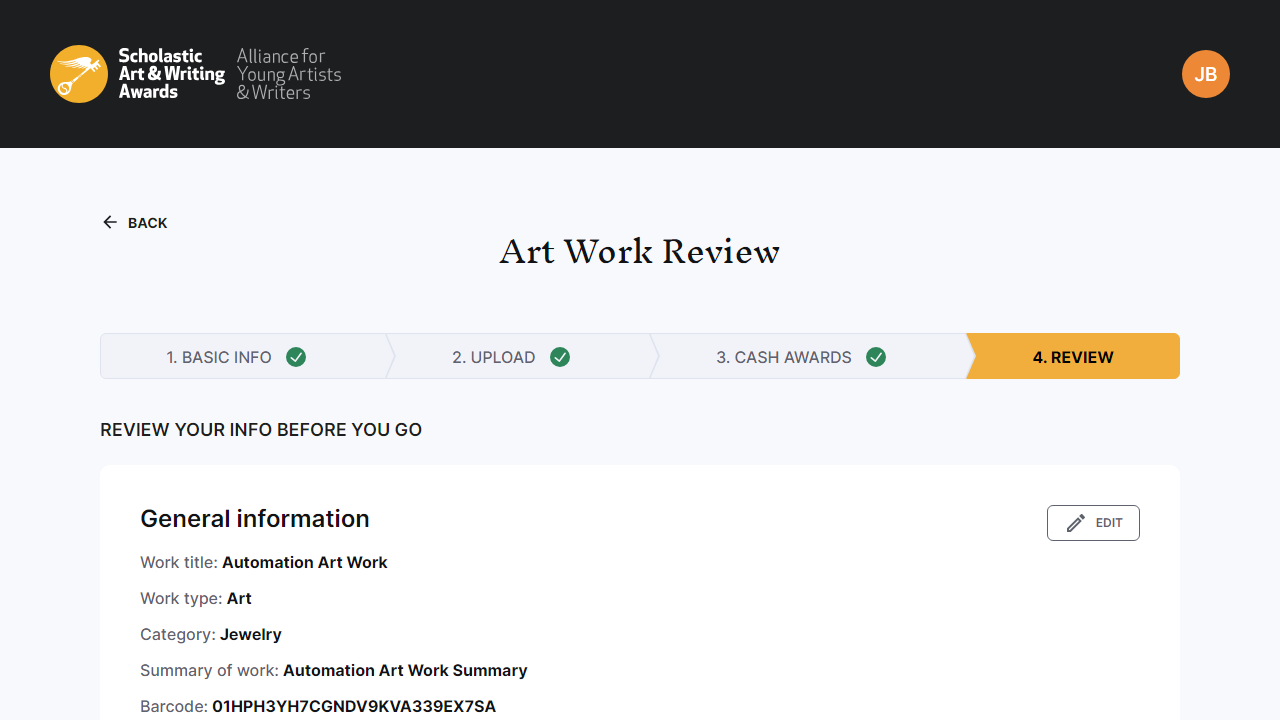 Scholastic
Art & Writing
Awards
Alliance for
Young Artists
& Writers
JB
BACK
Art Work Review
1. BASIC INFO
2. UPLOAD
3. CASH AWARDS
4. REVIEW
REVIEW YOUR INFO BEFORE YOU GO
General information
EDIT
Work title: Automation Art Work
Work type: Art
Category: Jewelry
Summary of work: Automation Art Work Summary
Barcode: 01HPH3YH7CGNDV9KVA339EX7SA